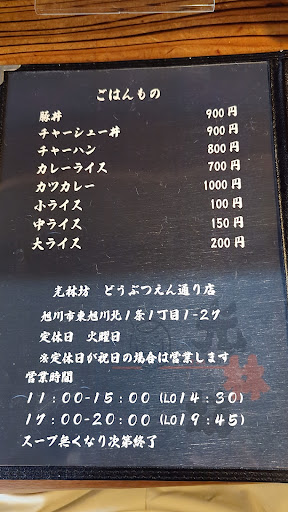 ごはんもの
豚丼 900円
チャーシュー丼 900円
チャーハン 800円
カレーライス 700円
カツカレー 1000円
小ライス 100円
中ライス 150円
大ライス 200円
光林坊 どうぶつえん通り店
旭川市東旭川北1条1丁目1-27
定休日 火曜日
※定休日が祝日の場合は営業します
営業時間
11:00-15:00(LO14:30)
17:00-20:00(LO19:45)
スープ無くなり次第終了